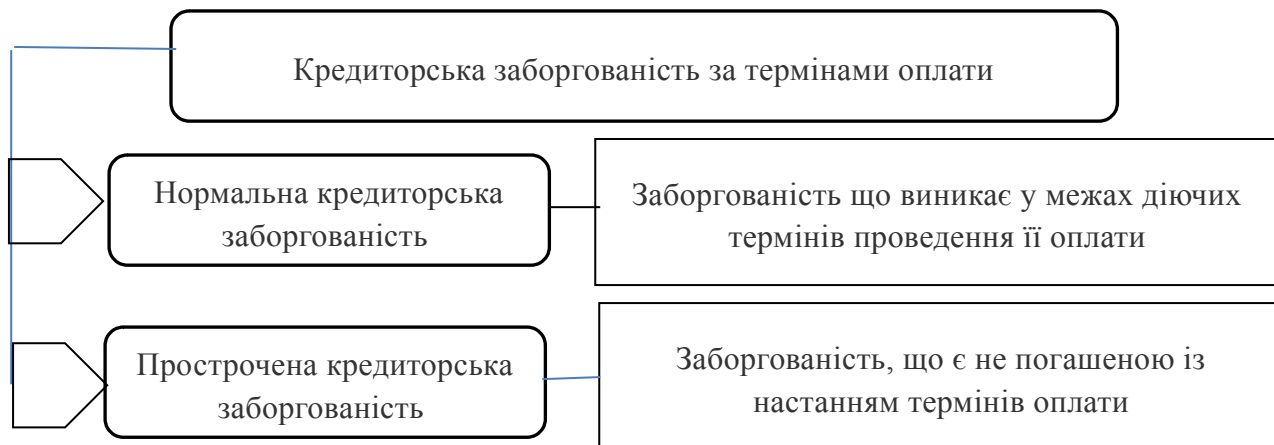 Кредиторська заборгованість за термінами оплати
Нормальна кредиторська
заборгованість
Заборгованість що виникає у межах діючих
термінів проведення її оплати
Прострочена кредиторська
заборгованість
Заборгованість, що є не погашеною із
настанням термінів оплати